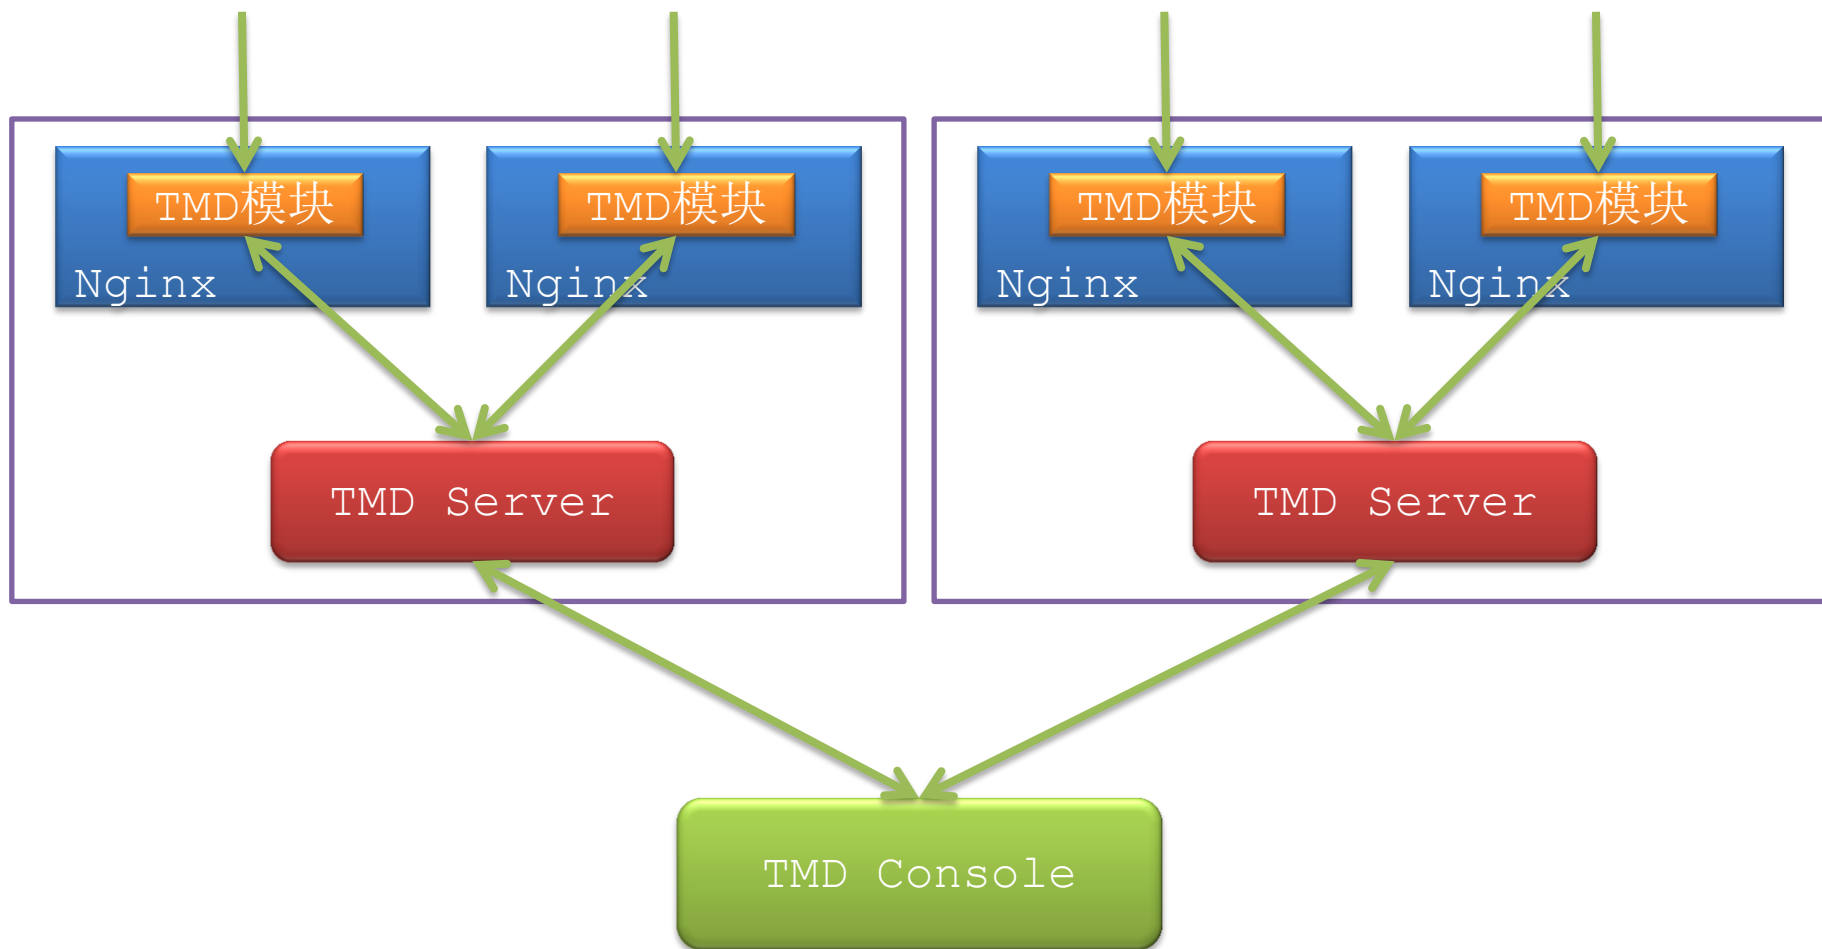 TMD模块
TMD模块
TMD模块
TMD模块
Nginx
Nginx
Nginx
Nginx
TMD Server
TMD Server
TMD Console